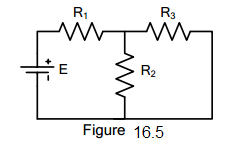 R₁ R₃
+ E R₂
-
Figure 16.5